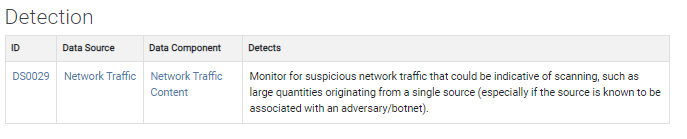 Detection
ID Data Source Data Component Detects
DS0029 Network Traffic Network Traffic Content Monitor for suspicious network traffic that could be indicative of scanning, such as
large quantities originating from a single source (especially if the source is known to be
associated with an adversary/botnet).